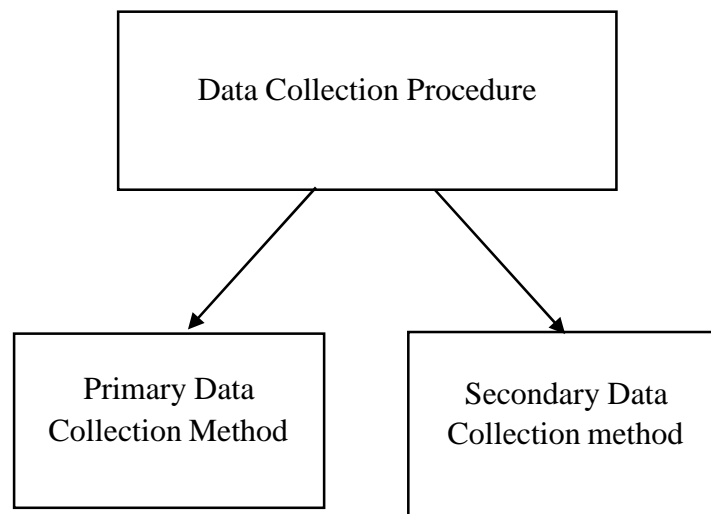 Data Collection Procedure
Primary Data
Collection Method
Secondary Data
Collection method